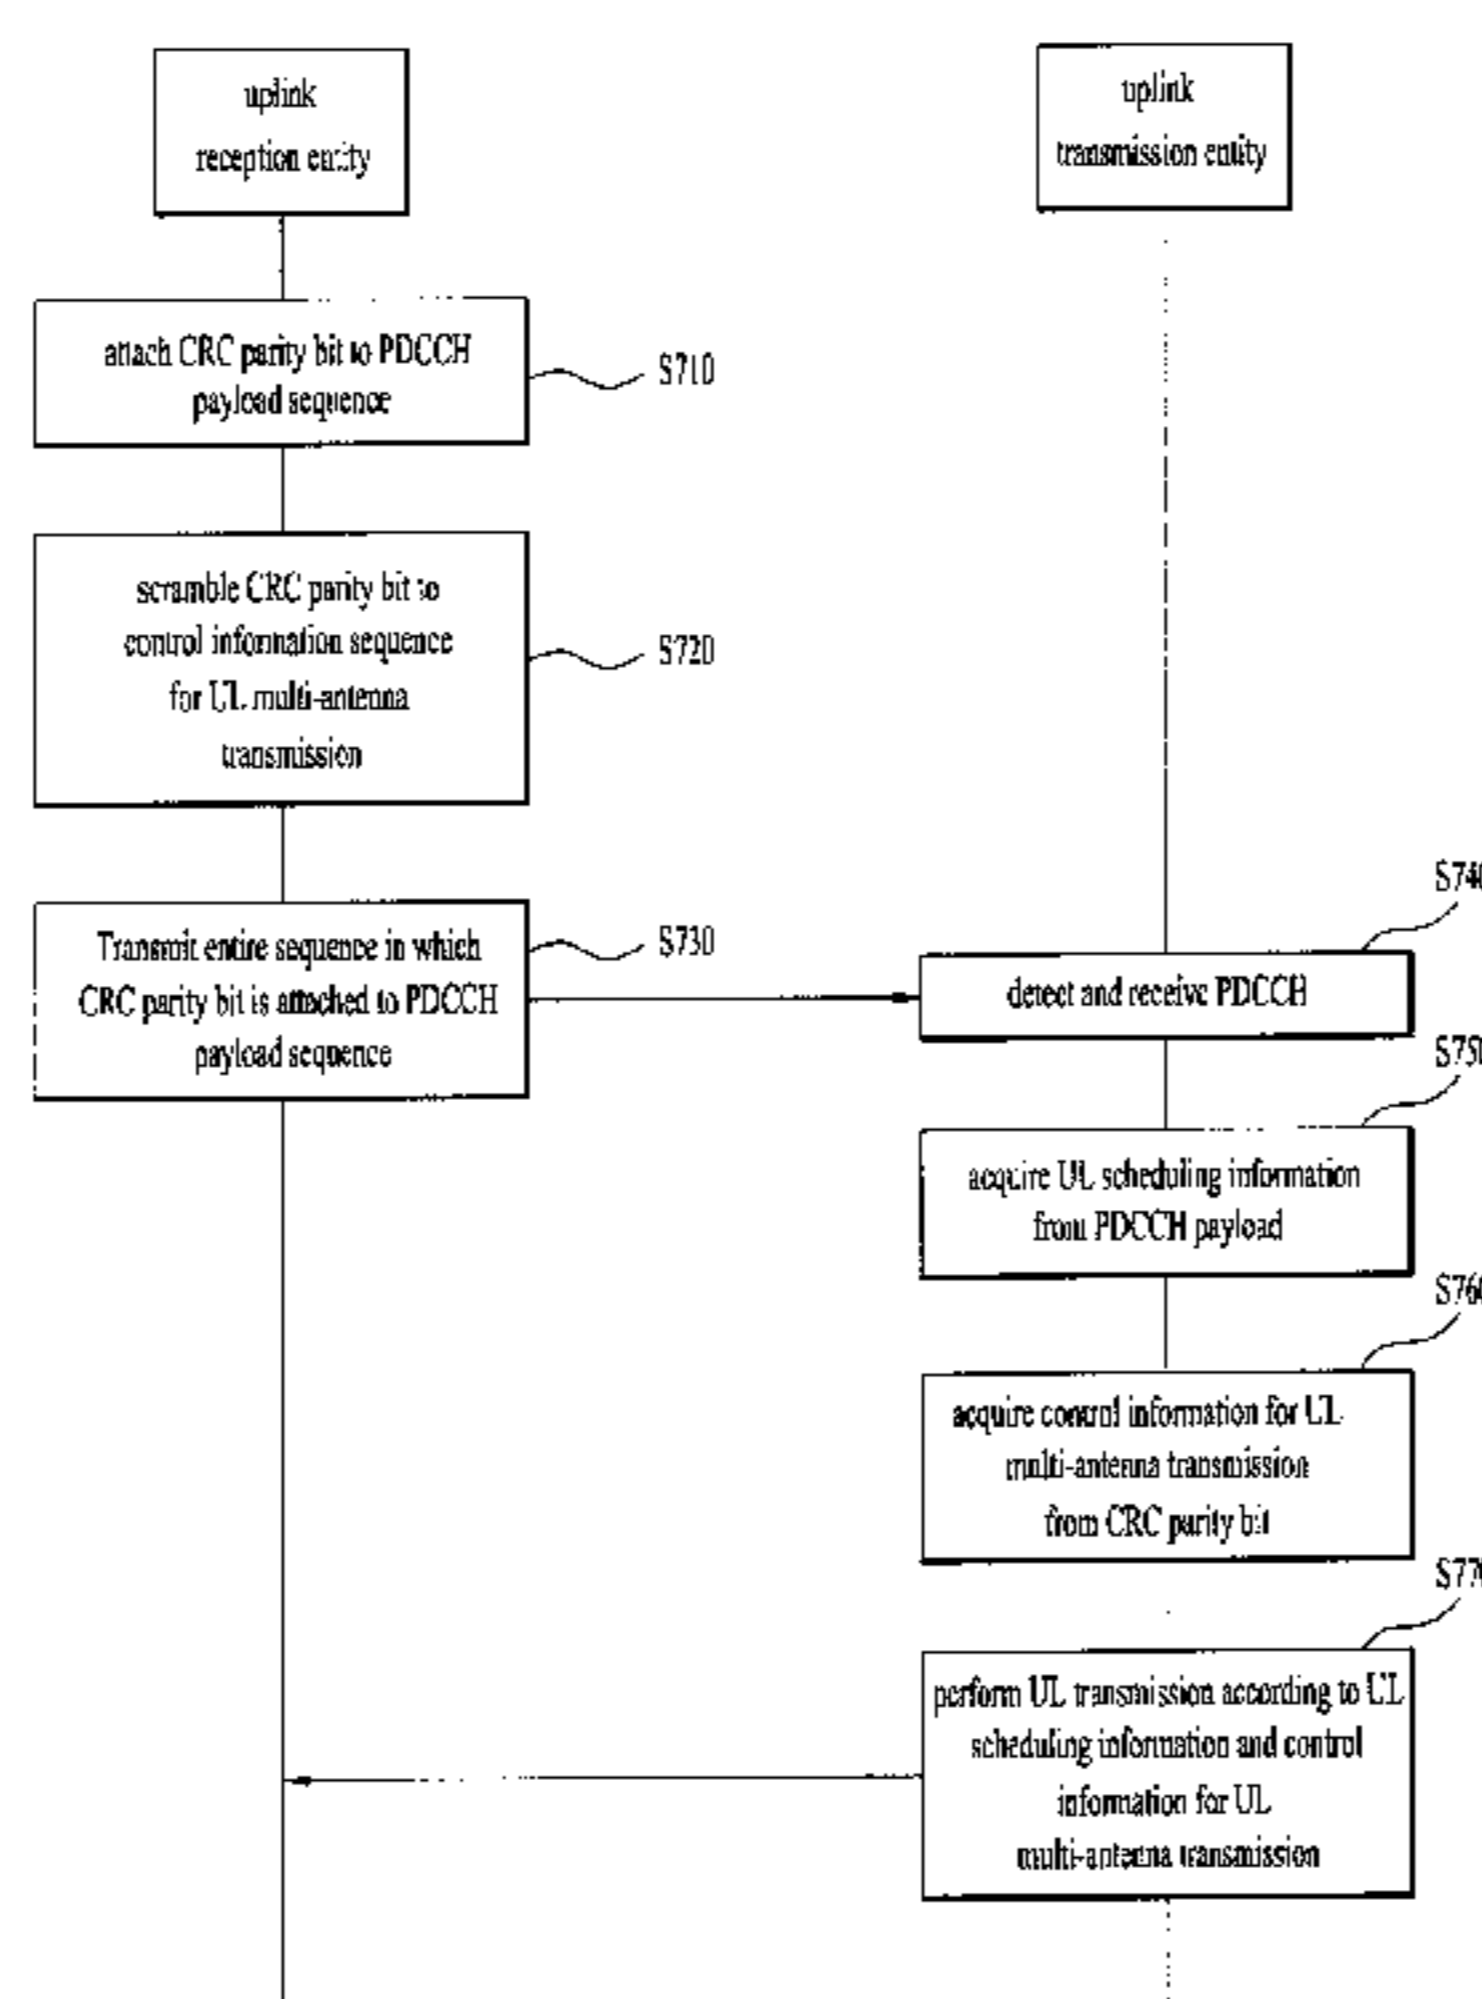 uplink
reception entity
uplink
transmission entity
attach CRC parity bit to PDCCH
payload sequence
S710
scramble CRC parity bit to
control information sequence
for UL multi-antenna
transmission
S720
Transmit entire sequence in which
CRC parity bit is attached to PDCCH
payload sequence
S730
S740
detect and receive PDCCH
S750
acquire UL scheduling information
from PDCCH payload
S760
acquire control information for UL
multi-antenna transmission
from CRC parity bit
S770
perform UL transmission according to UL
scheduling information and control
information for UL
multi-antenna transmission